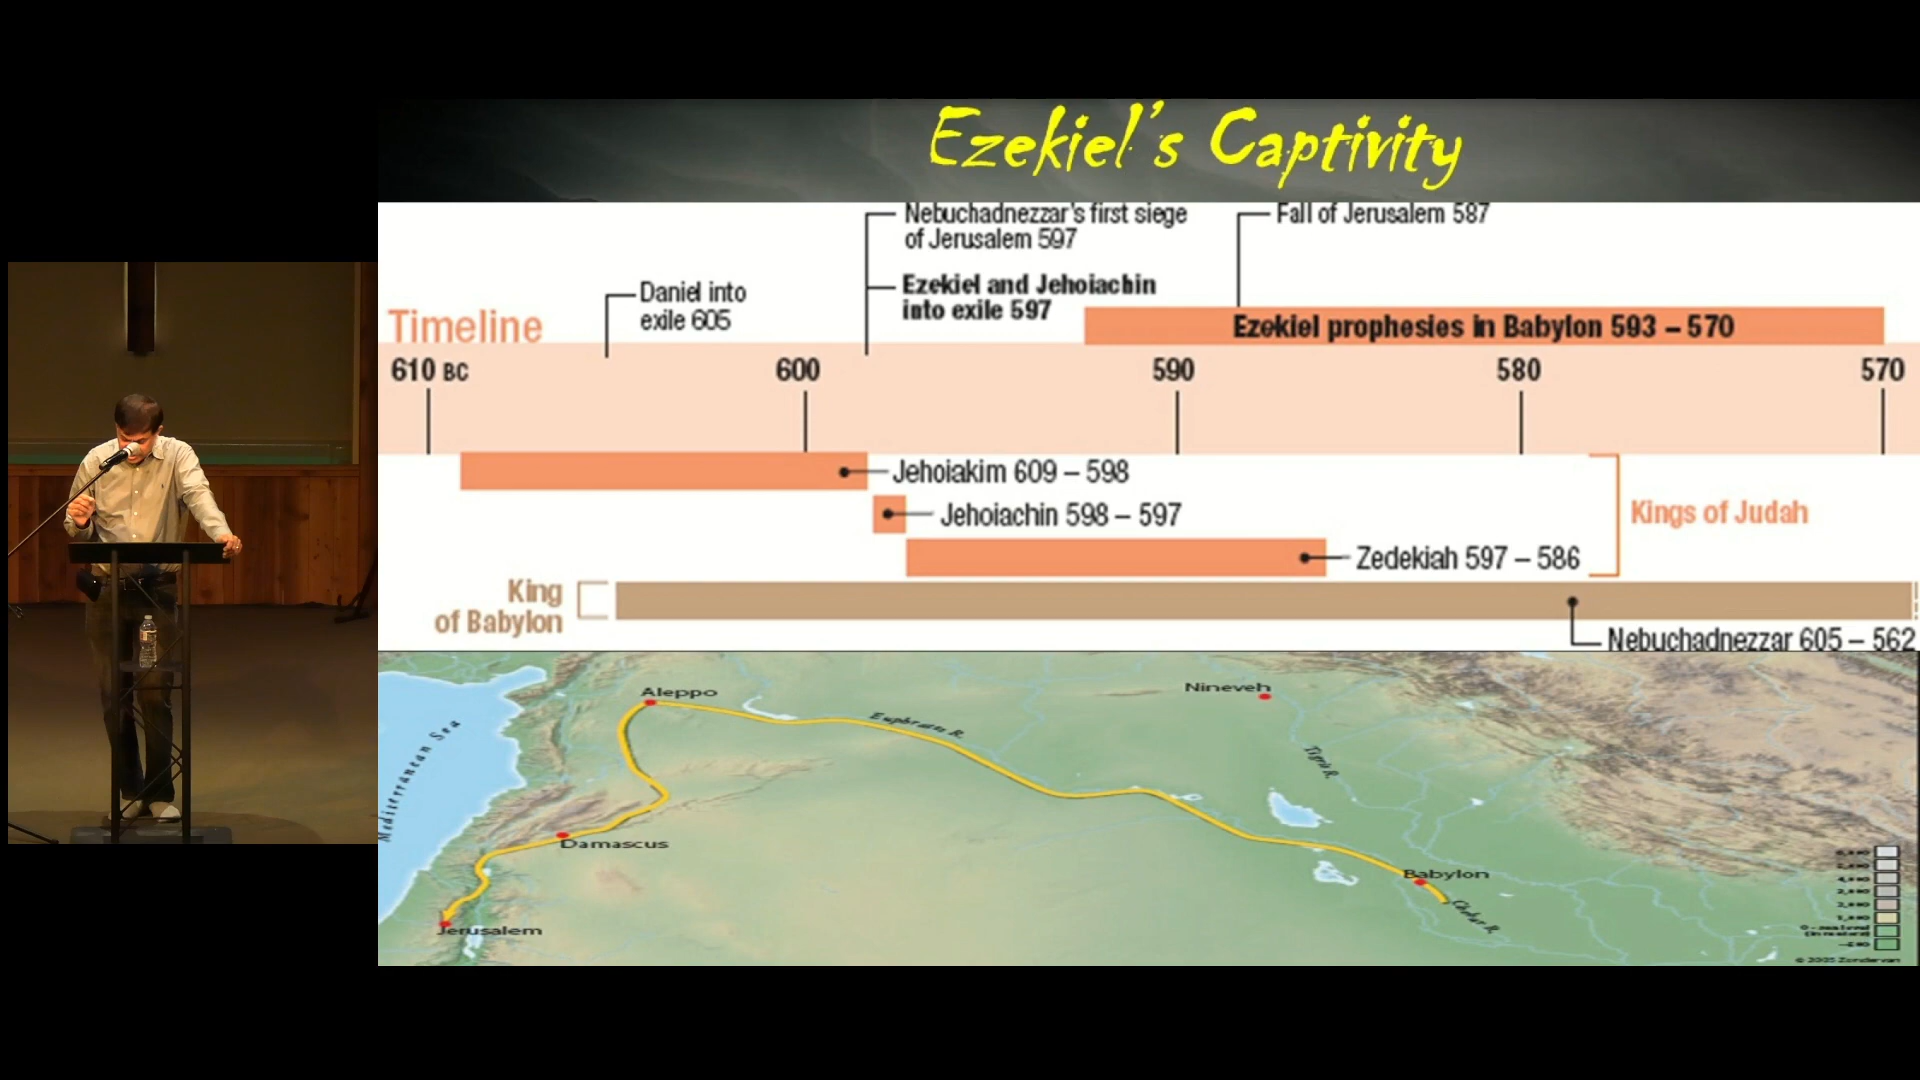 Ezekiel's Captivity
Nebuchadnezzar's first siege
of Jerusalem 597
Fall of Jerusalem 587
Ezekiel and Jehoiachin
into exile 597
Daniel into
exile 605
Timeline
Ezekiel prophesies in Babylon 593 – 570
610 BC
600
590
580
570
Jehoiakim 609 – 598
Jehoiachin 598 – 597
Kings of Judah
Zedekiah 597 – 586
King
of Babylon
Nebuchadnezzar 605 – 562
Aleppo
Nineveh
Mediterranean Sea
Euphrates R.
Tigris R.
Damascus
Babylon
Chebar R.
Jerusalem
© 2005 Zondervan